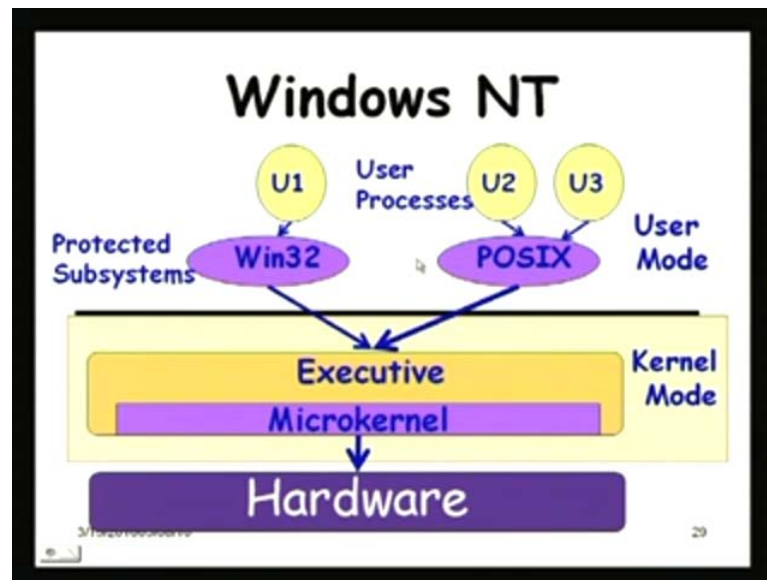 Windows NT
U1
User
Processes
U2
U3
User
Mode
Protected
Subsystems
Win32
POSIX
Executive
Kernel
Mode
Microkernel
Hardware
29